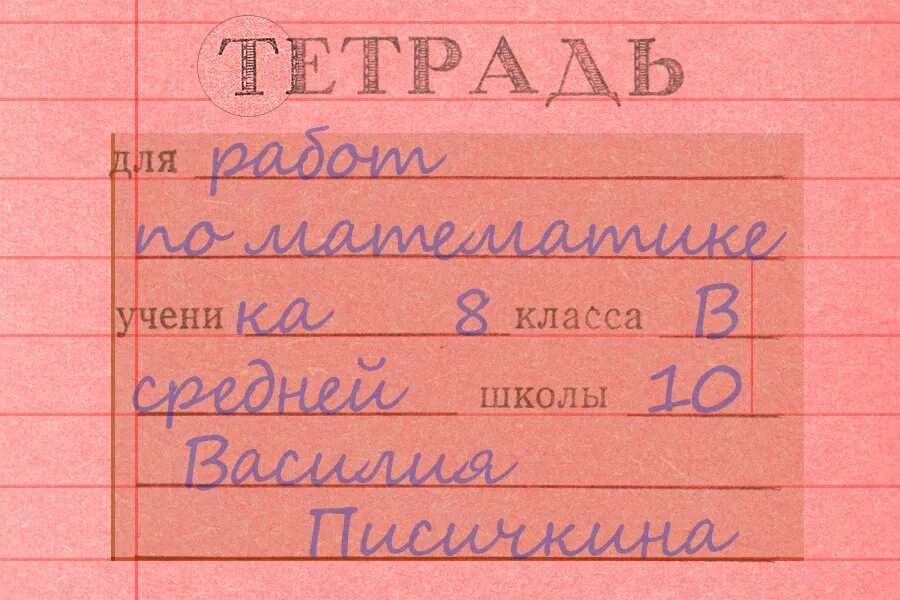 ТЕТРАДЬ
для работ
по математике
ученика 8 класса В
средней школы 10
Василия
Писичкина